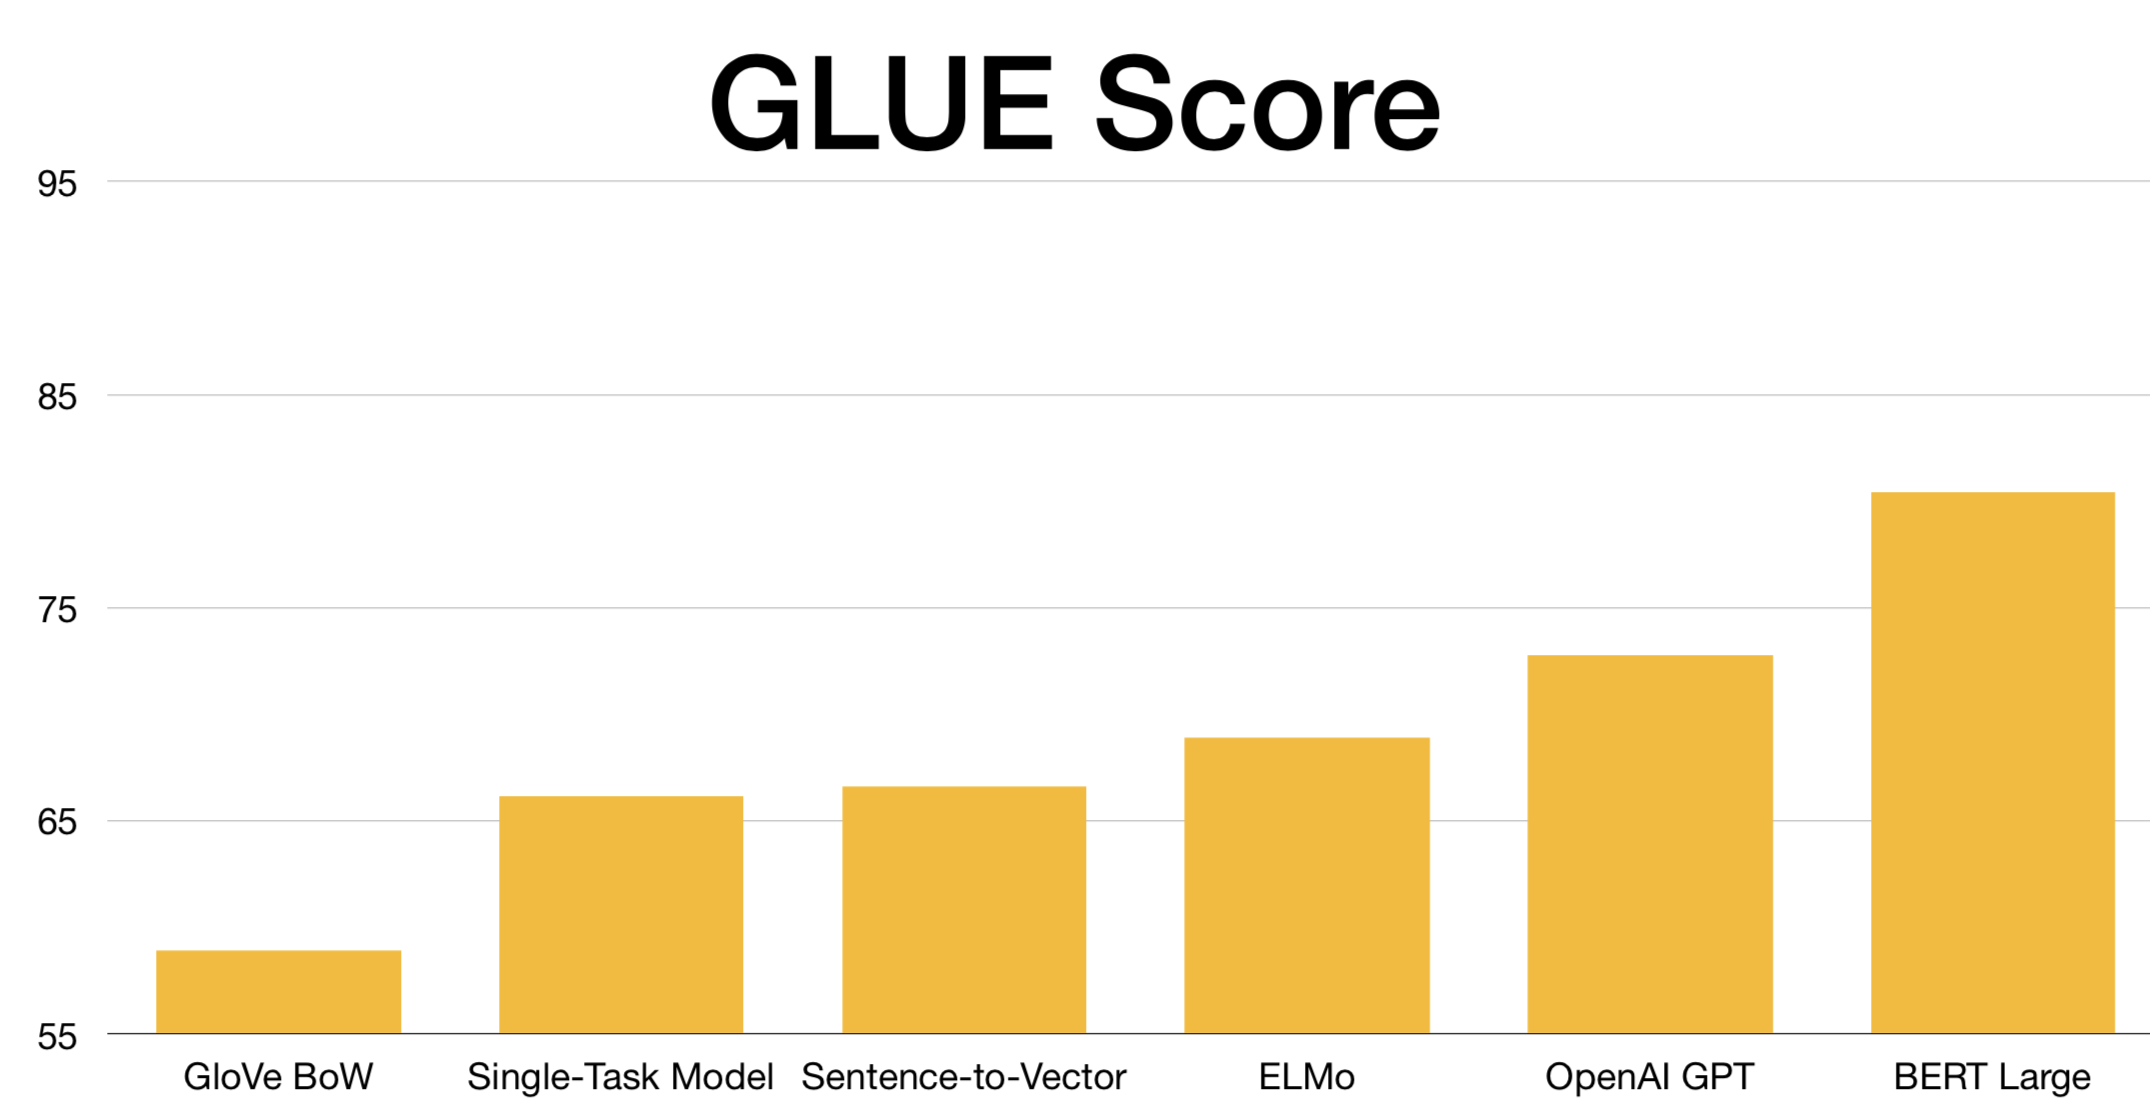 GLUE Score
95
85
75
65
55
GloVe BoW Single-Task Model Sentence-to-Vector ELMo OpenAI GPT BERT Large